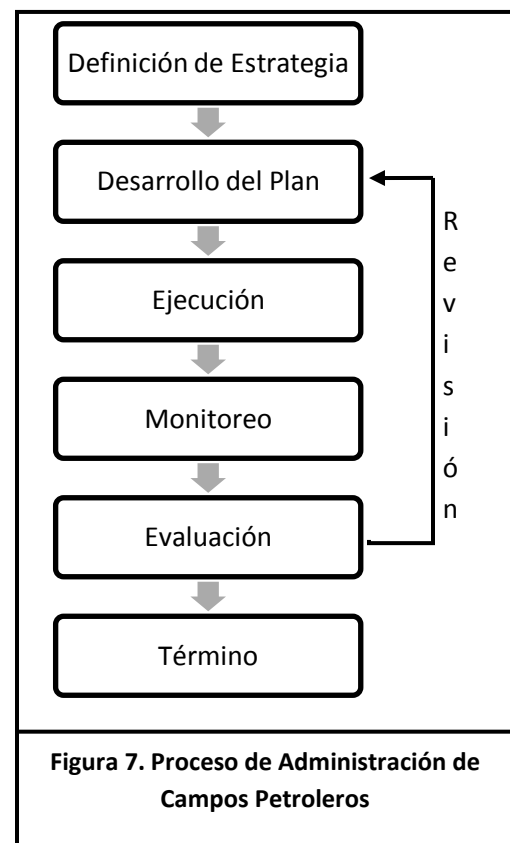 Definición de Estrategia
Desarrollo del Plan
Ejecución
Monitoreo
Evaluación
Término
R
e
v
i
s
i
ó
n
Figura 7. Proceso de Administración de
Campos Petroleros